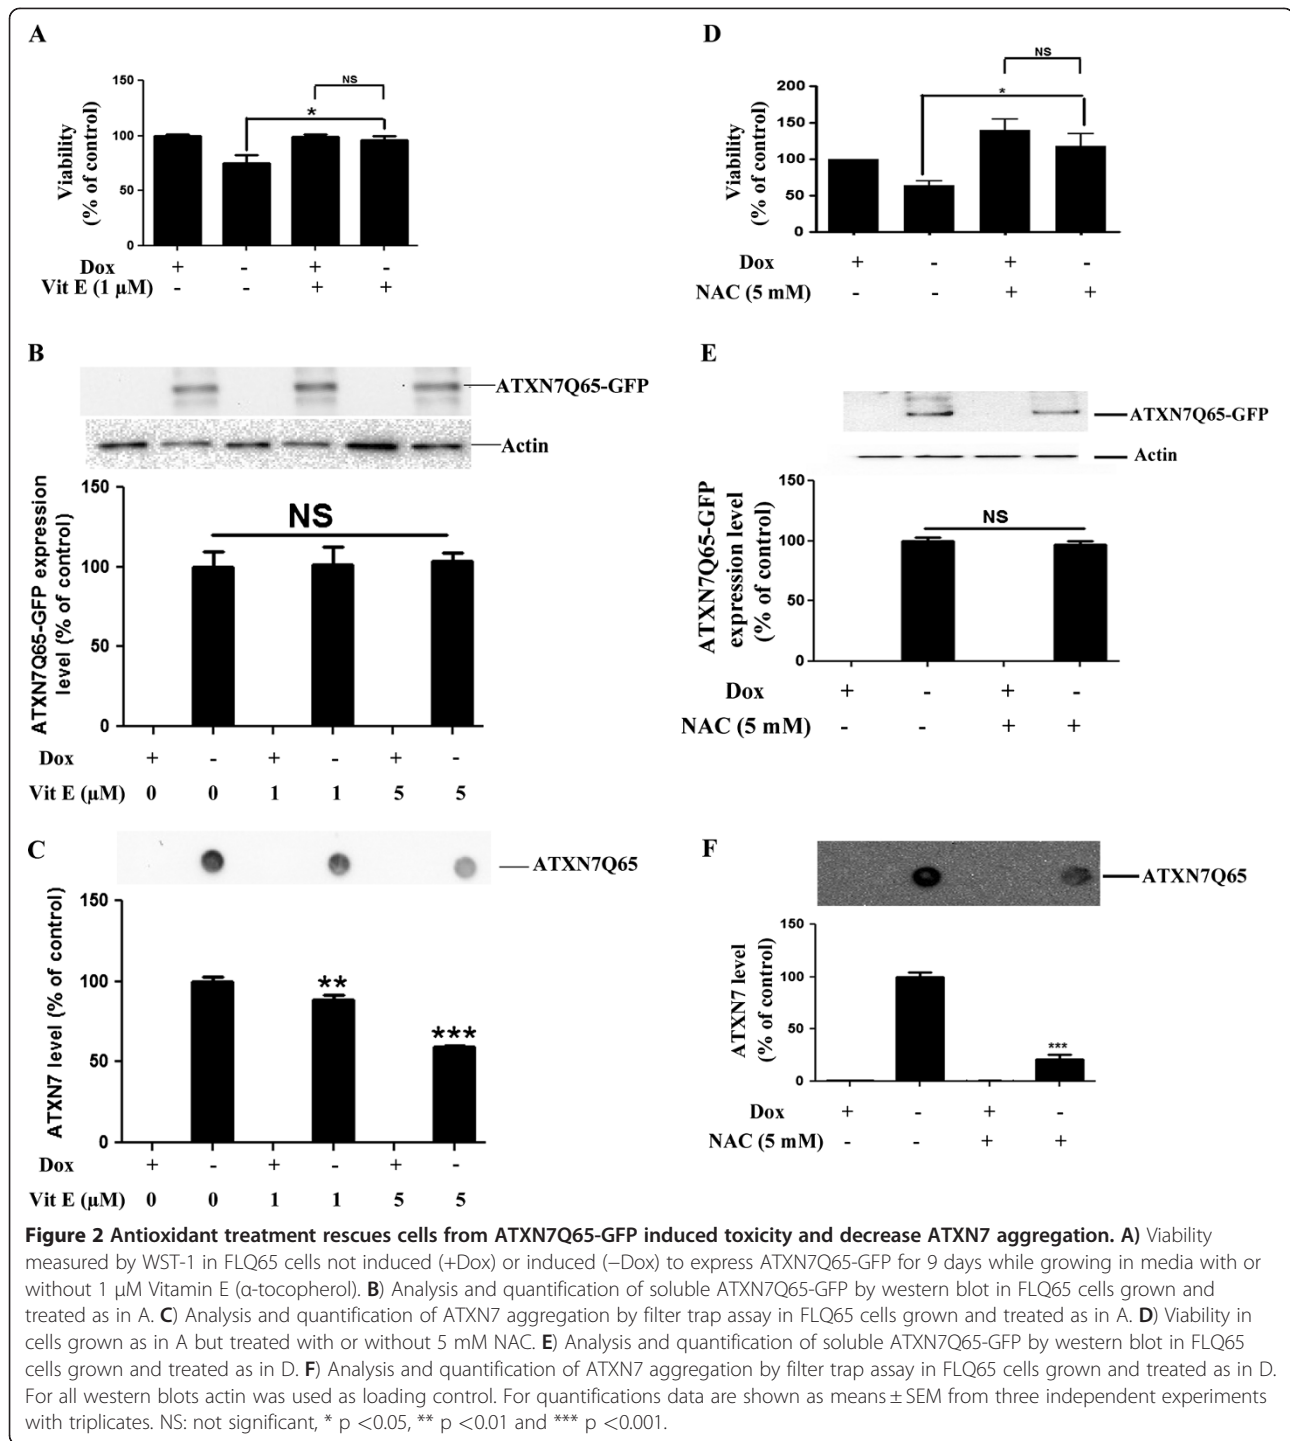 A
Viability
(% of control)
150
100
50
0
*
NS
Dox + - + -
Vit E (1 µM) - - + +
D
Viability
(% of control)
200
150
100
50
0
*
NS
Dox + - + -
NAC (5 mM) - - + +
B
ATXN7Q65-GFP
Actin
ATXN7Q65-GFP expression
level (% of control)
150
100
50
0
NS
Dox + - + - + -
Vit E (µM) 0 0 1 1 5 5
E
ATXN7Q65-GFP
Actin
ATXN7Q65-GFP
expression level
(% of control)
150
100
50
0
NS
Dox + - + -
NAC (5 mM) - - + +
C
ATXN7Q65
ATXN7 level (% of control)
150
100
50
0
**
***
Dox + - + - + -
Vit E (µM) 0 0 1 1 5 5
F
ATXN7Q65
ATXN7 level
(% of control)
150
100
50
0
***
Dox + - + -
NAC (5 mM) - - + +
Figure 2 Antioxidant treatment rescues cells from ATXN7Q65-GFP induced toxicity and decrease ATXN7 aggregation. A) Viability
measured by WST-1 in FLQ65 cells not induced (+Dox) or induced (−Dox) to express ATXN7Q65-GFP for 9 days while growing in media with or
without 1 µM Vitamin E (α-tocopherol). B) Analysis and quantification of soluble ATXN7Q65-GFP by western blot in FLQ65 cells grown and
treated as in A. C) Analysis and quantification of ATXN7 aggregation by filter trap assay in FLQ65 cells grown and treated as in A. D) Viability in
cells grown as in A but treated with or without 5 mM NAC. E) Analysis and quantification of soluble ATXN7Q65-GFP by western blot in FLQ65
cells grown and treated as in D. F) Analysis and quantification of ATXN7 aggregation by filter trap assay in FLQ65 cells grown and treated as in D.
For all western blots actin was used as loading control. For quantifications data are shown as means ± SEM from three independent experiments
with triplicates. NS: not significant, * p <0.05, ** p <0.01 and *** p <0.001.